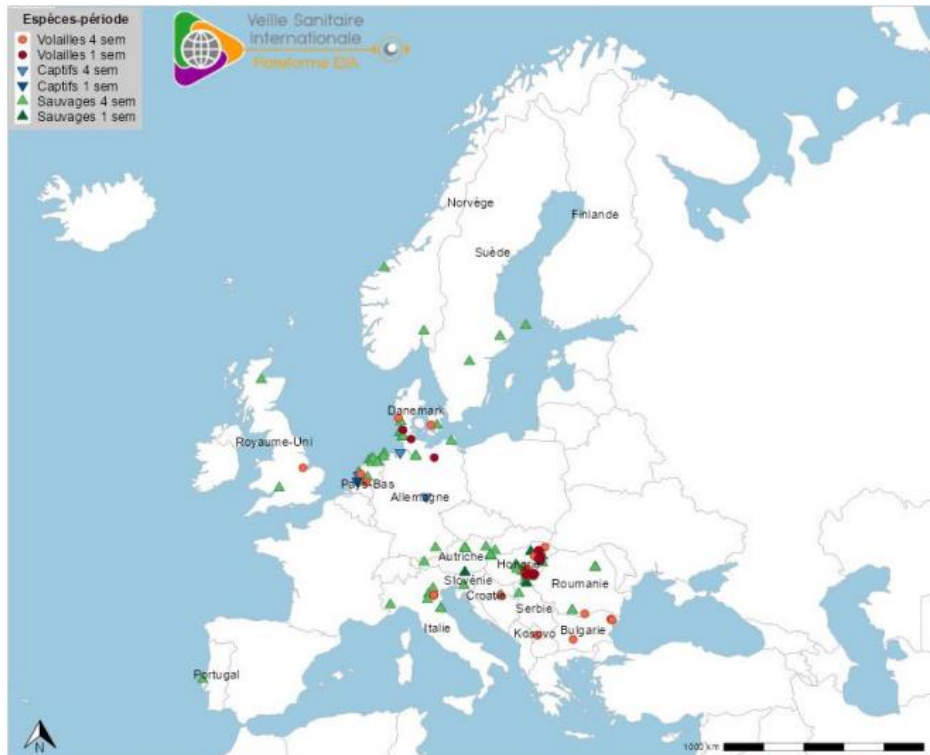 Espèces-période
Volailles 4 sem
Volailles 1 sem
Captifs 4 sem
Captifs 1 sem
Sauvages 4 sem
Sauvages 1 sem
Veille Sanitaire
Internationale
Plateforme ESA
Norvège
Finlande
Suède
Danemark
Royaume-Uni
Pays-Bas
Allemagne
Autriche
Hongrie
Slovénie
Roumanie
Croatie
Serbie
Italie
Kosovo
Bulgarie
Portugal
N
1000 km